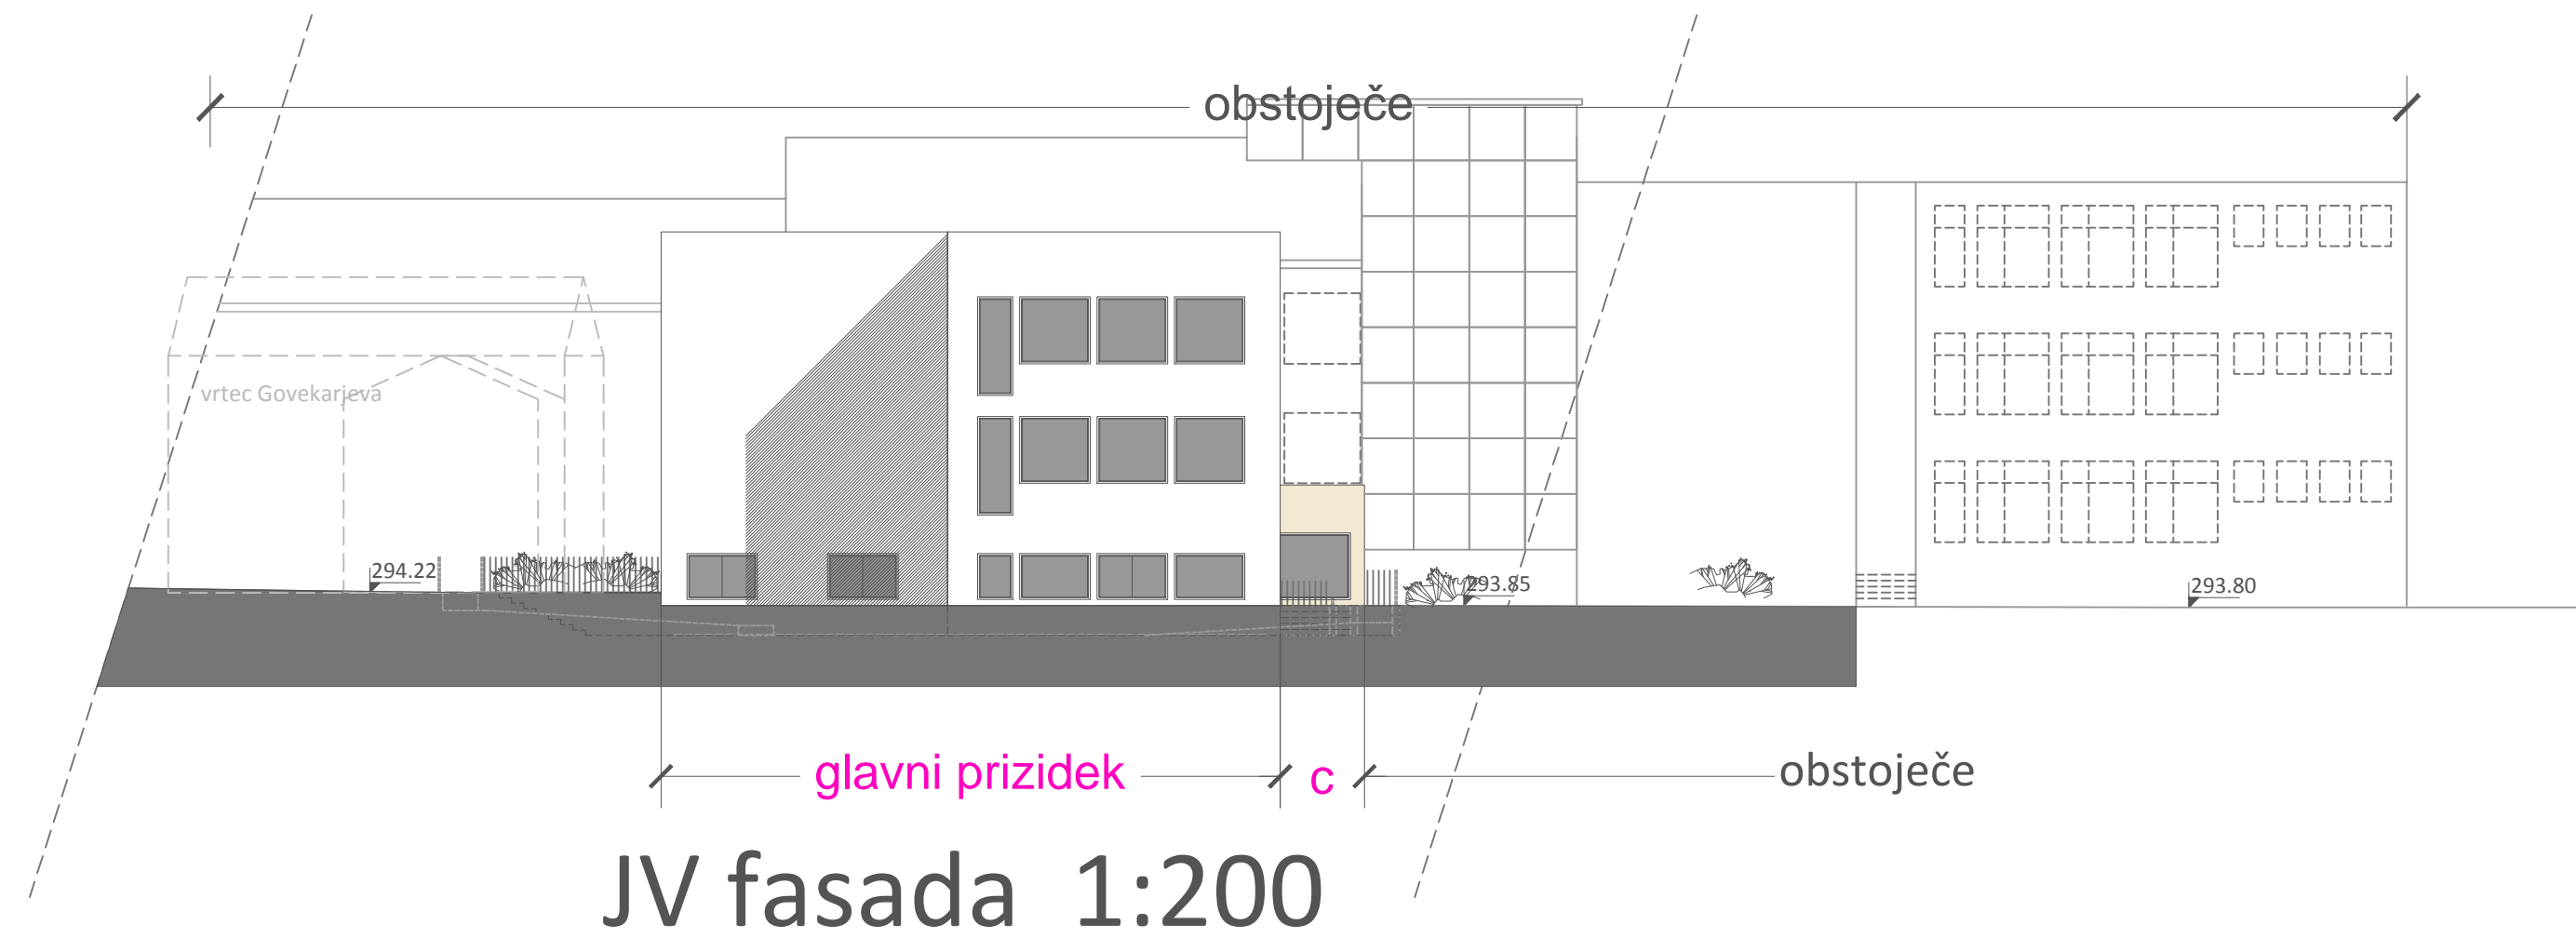 obstoječe
vrtec Govekarjeva
294.22
293.85
293.80
glavni prizidek
c
obstoječe
JV fasada 1:200